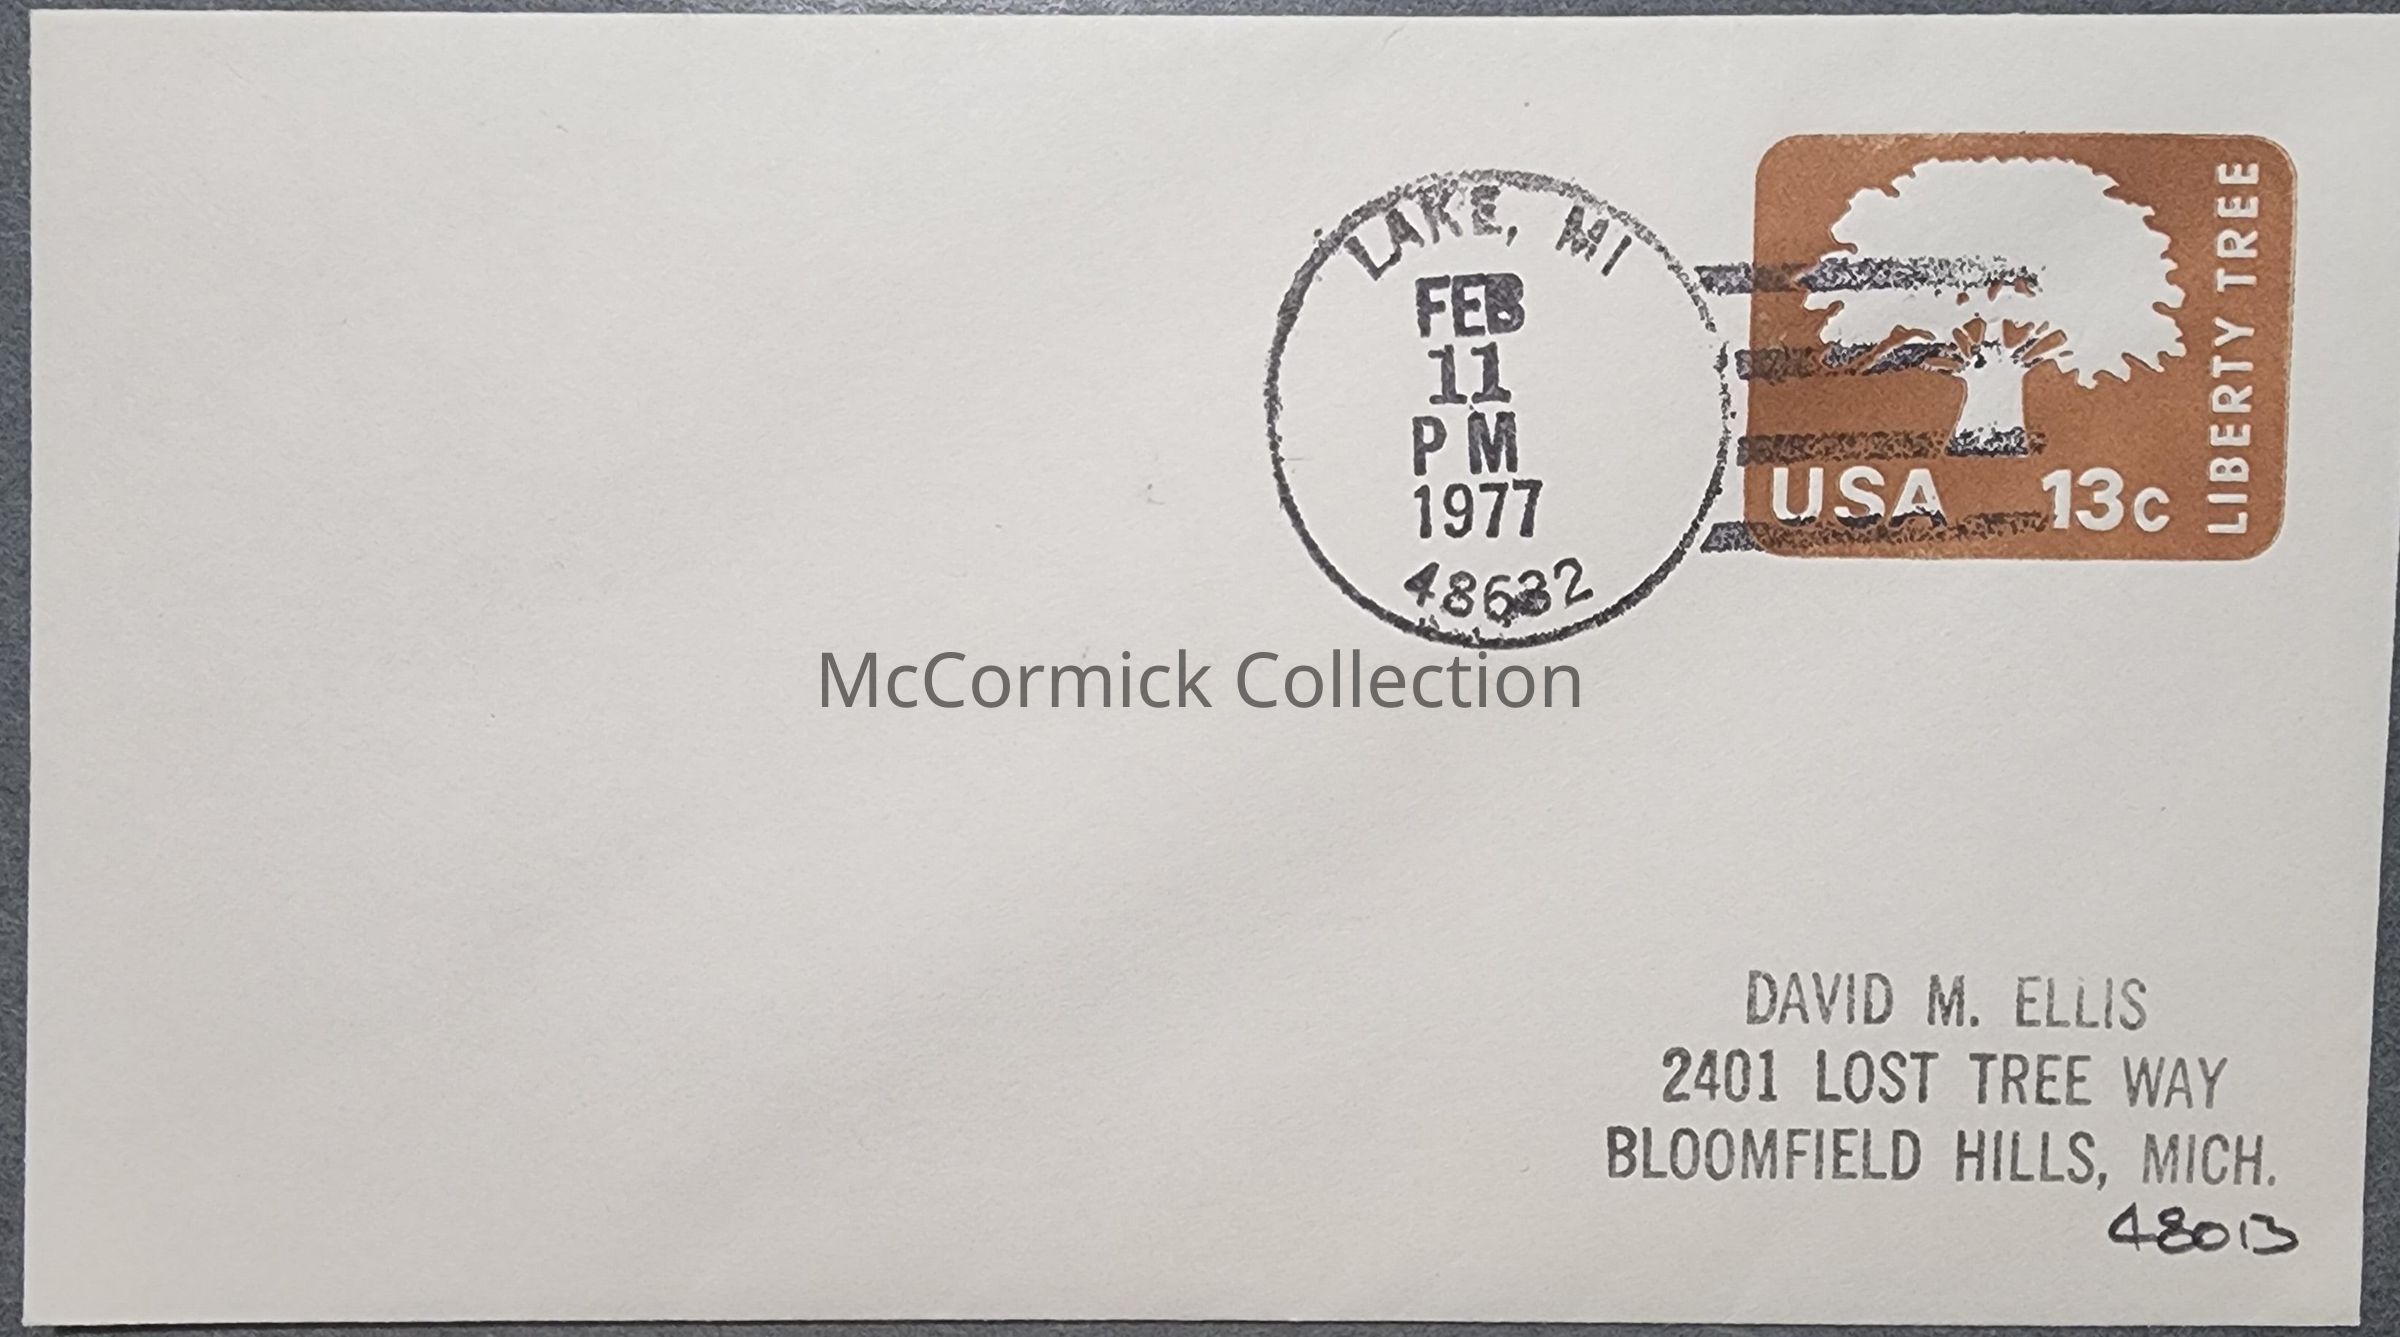 LAKE, MI
FEB
11
PM
1977
48632
USA 13c
LIBERTY TREE
McCormick Collection
DAVID M. ELLIS
2401 LOST TREE WAY
BLOOMFIELD HILLS, MICH.
48013